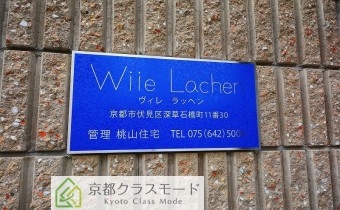 Wiie Lacher
ヴィレ ラッヘン
京都市伏見区深草石橋町11番30
管理 桃山住宅 TEL 075(642)500
京都クラスモード
Kyoto Class Mode